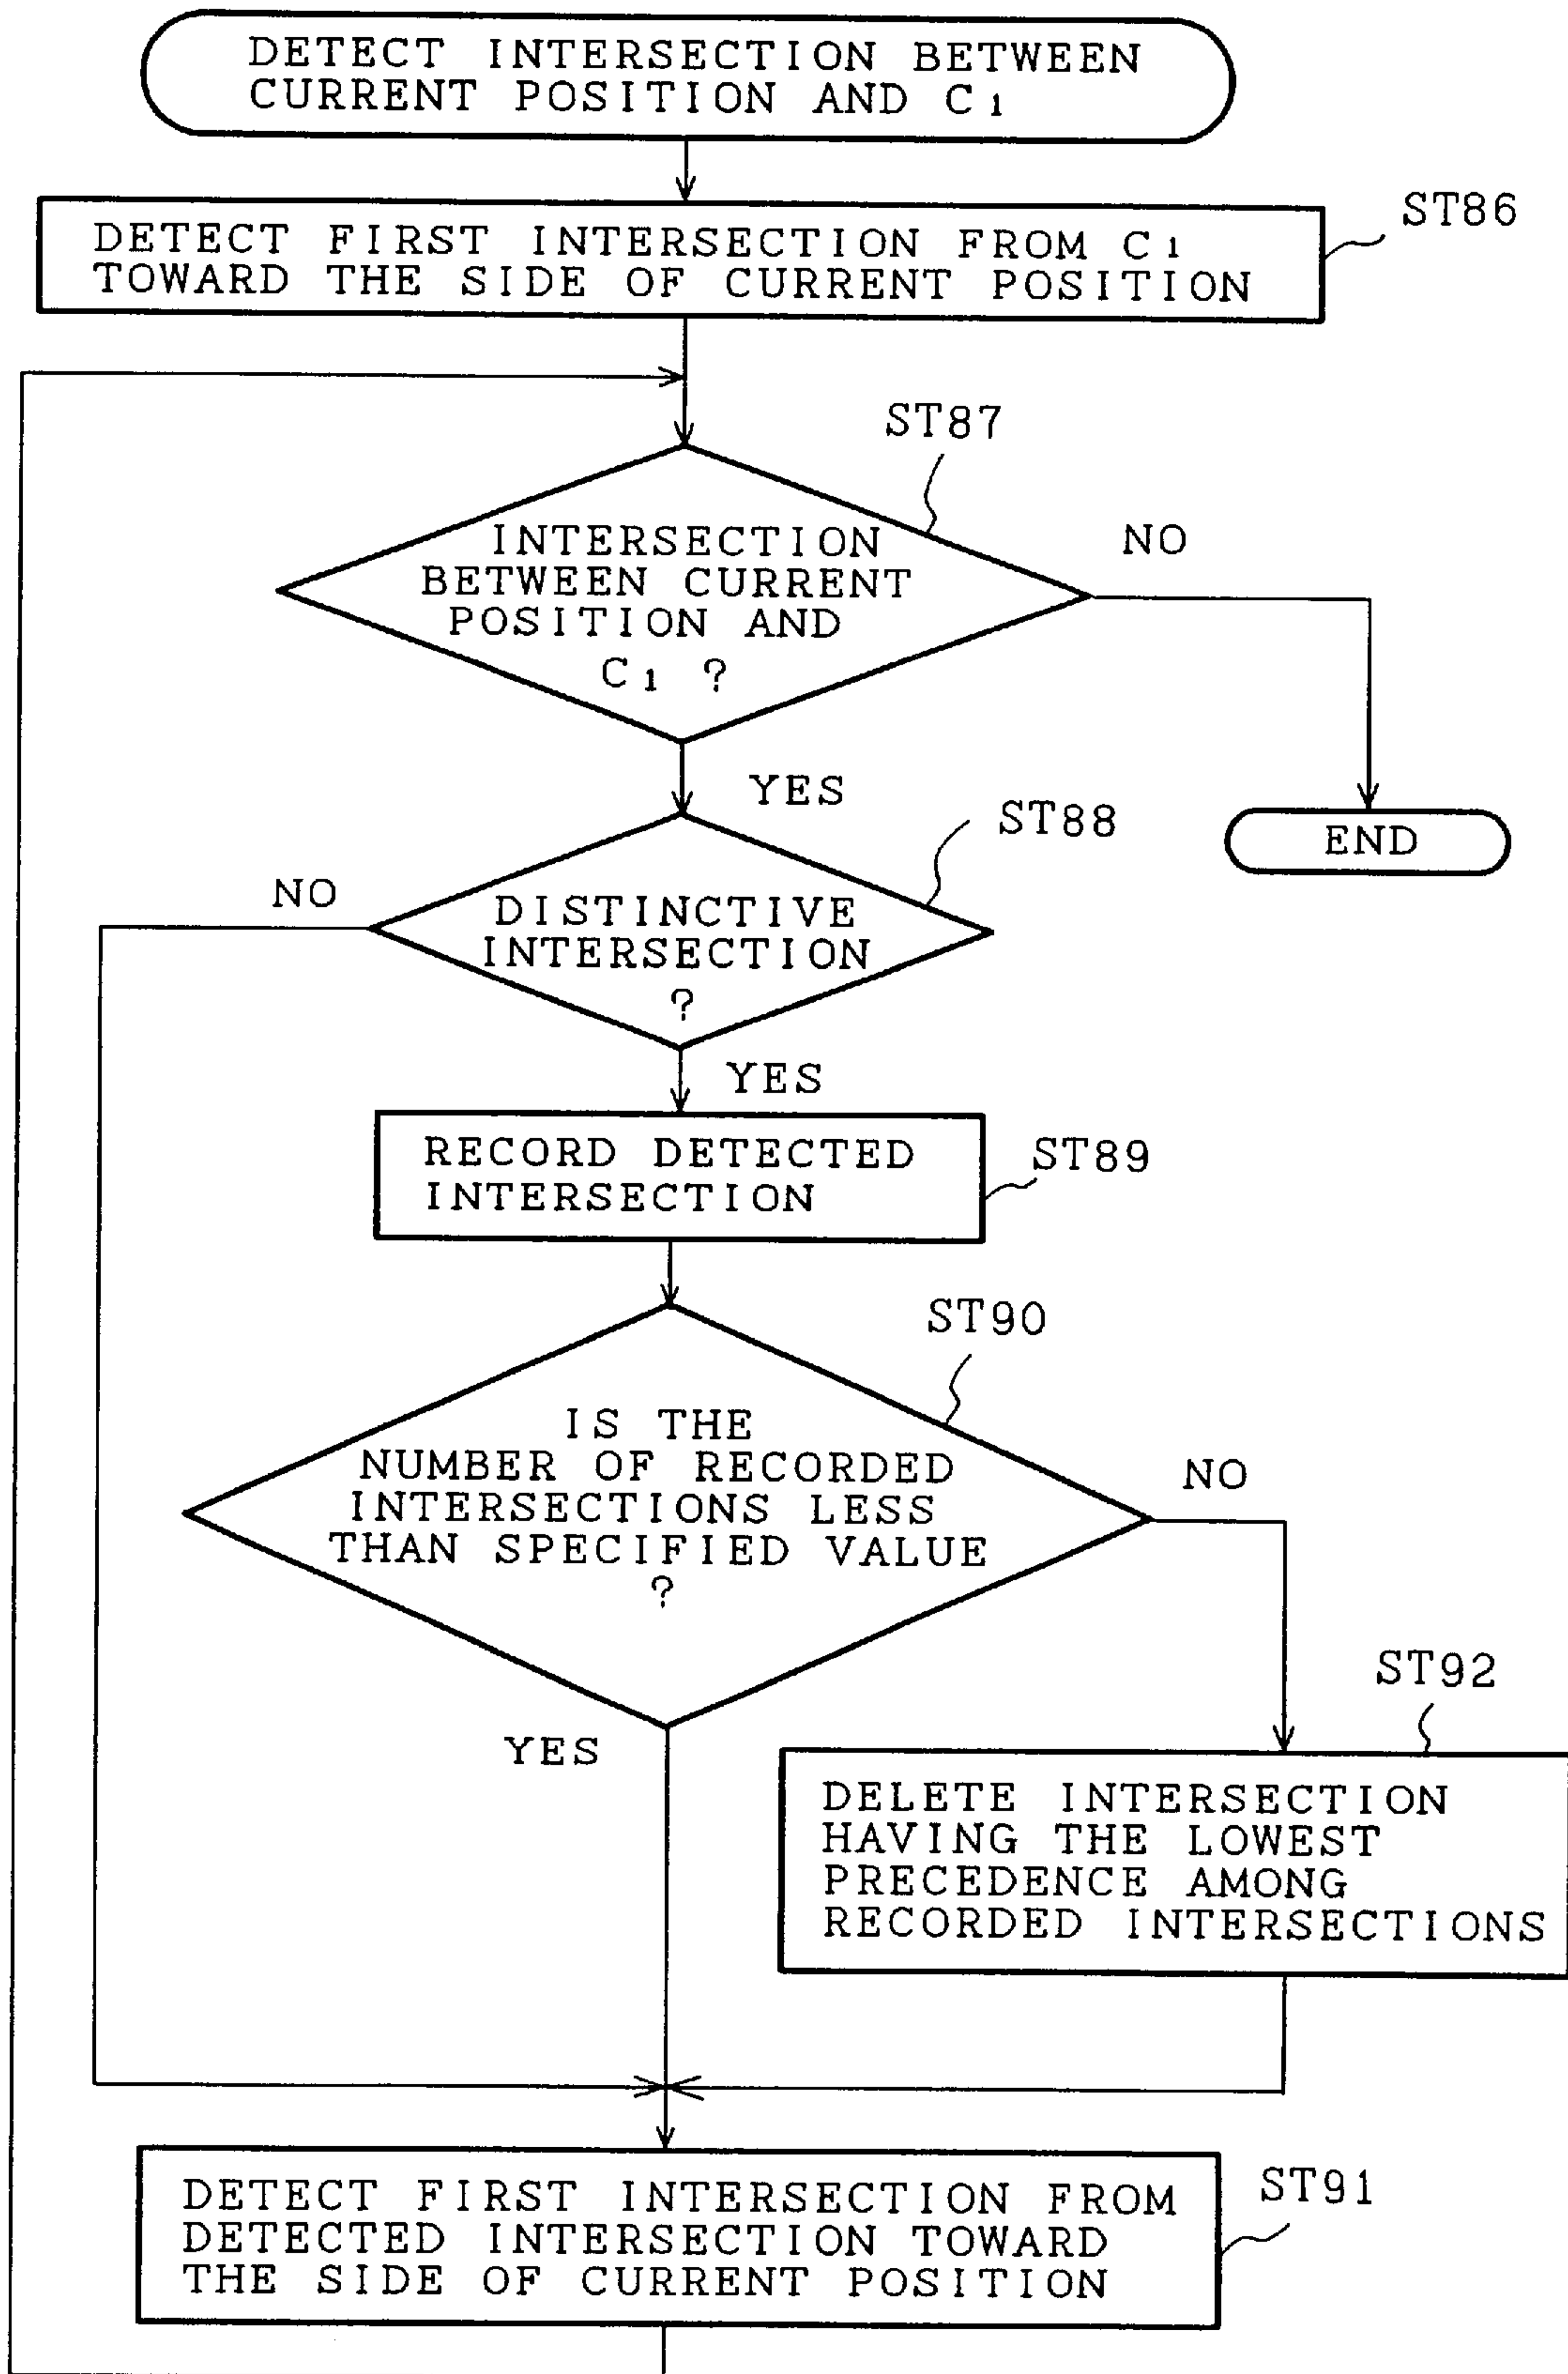 DETECT INTERSECTION BETWEEN
CURRENT POSITION AND C1
ST86
DETECT FIRST INTERSECTION FROM C1
TOWARD THE SIDE OF CURRENT POSITION
ST87
INTERSECTION
BETWEEN CURRENT
POSITION AND
C1 ?
NO
YES
END
ST88
NO
DISTINCTIVE
INTERSECTION
?
YES
RECORD DETECTED
INTERSECTION
ST89
ST90
IS THE
NUMBER OF RECORDED
INTERSECTIONS LESS
THAN SPECIFIED VALUE
?
NO
YES
ST92
DELETE INTERSECTION
HAVING THE LOWEST
PRECEDENCE AMONG
RECORDED INTERSECTIONS
DETECT FIRST INTERSECTION FROM
DETECTED INTERSECTION TOWARD
THE SIDE OF CURRENT POSITION
ST91